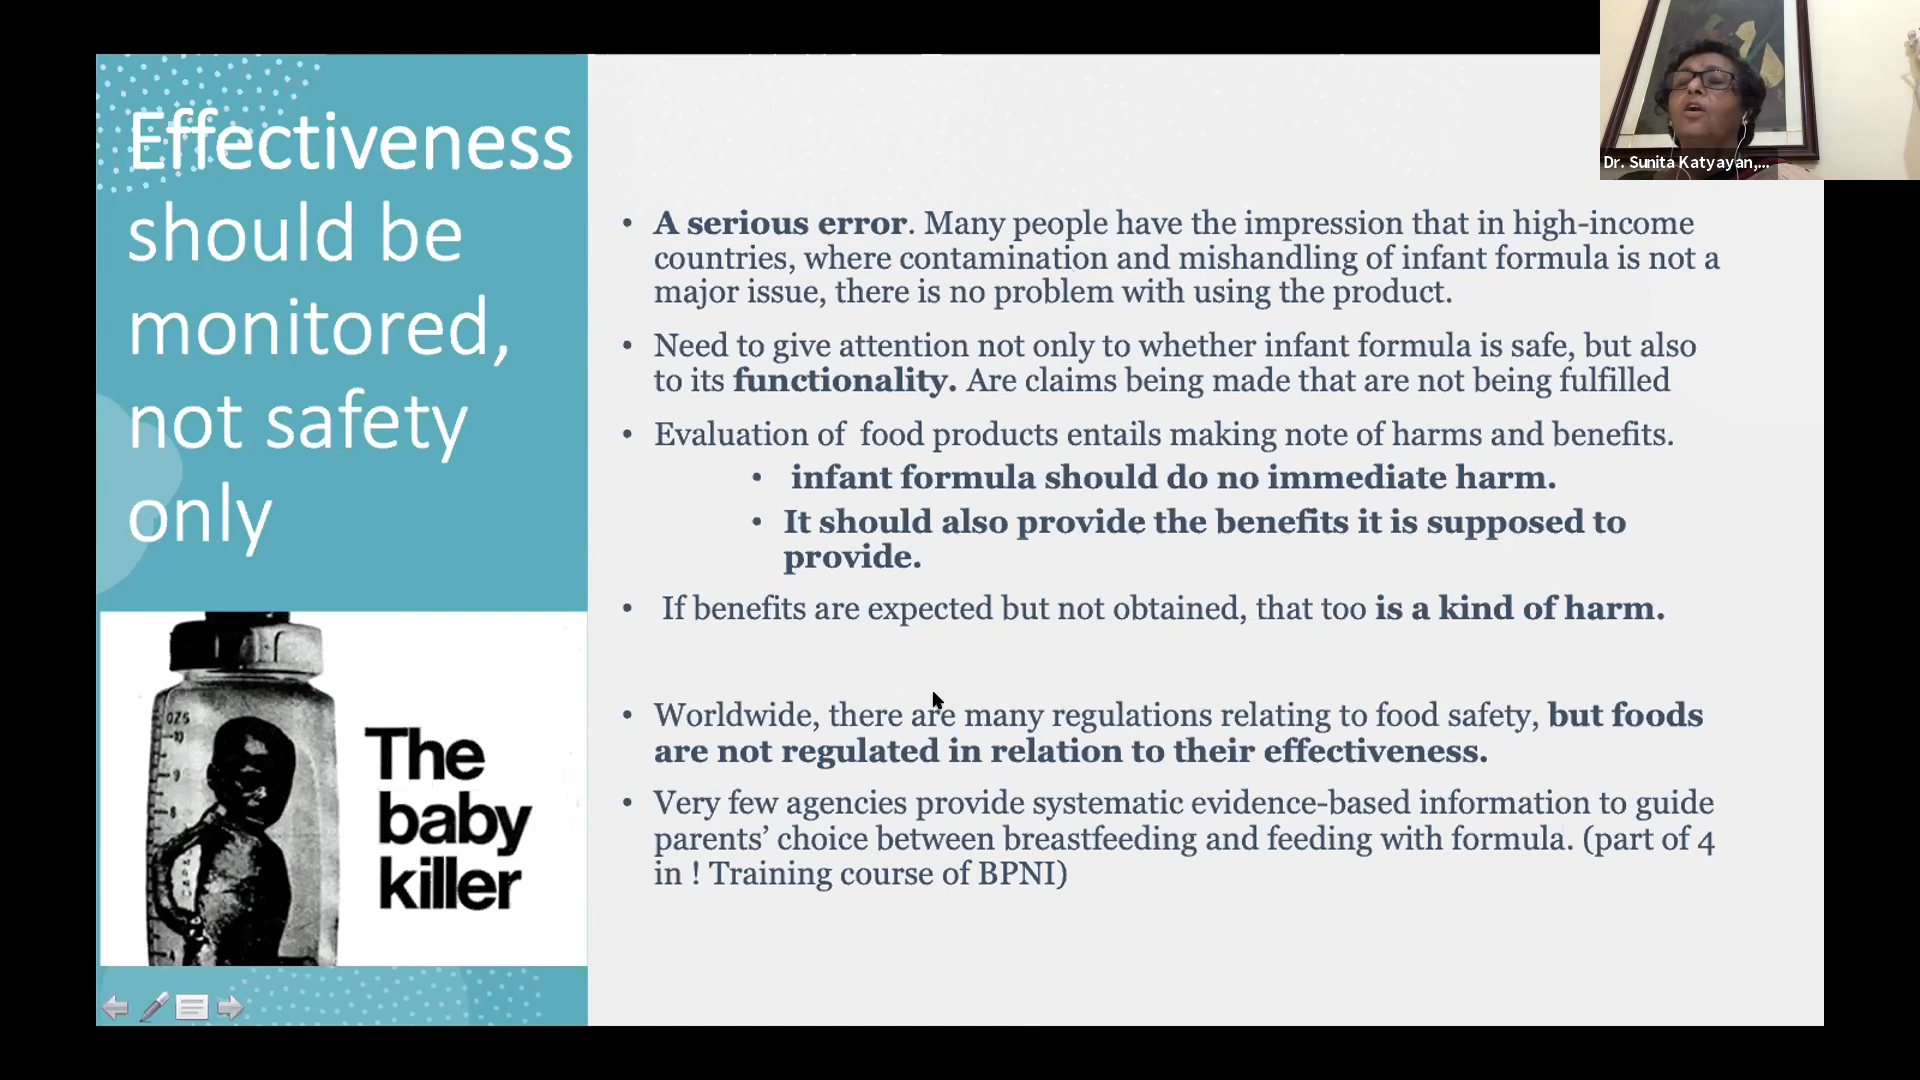 Effectiveness
should be
monitored,
not safety
only
Dr. Sunita Katyayan,...
• A serious error. Many people have the impression that in high-income
countries, where contamination and mishandling of infant formula is not a
major issue, there is no problem with using the product.
• Need to give attention not only to whether infant formula is safe, but also
to its functionality. Are claims being made that are not being fulfilled
• Evaluation of food products entails making note of harms and benefits.
• infant formula should do no immediate harm.
• It should also provide the benefits it is supposed to
provide.
• If benefits are expected but not obtained, that too is a kind of harm.
• Worldwide, there are many regulations relating to food safety, but foods
are not regulated in relation to their effectiveness.
• Very few agencies provide systematic evidence-based information to guide
parents’ choice between breastfeeding and feeding with formula. (part of 4
in ! Training course of BPNI)
The
baby
killer